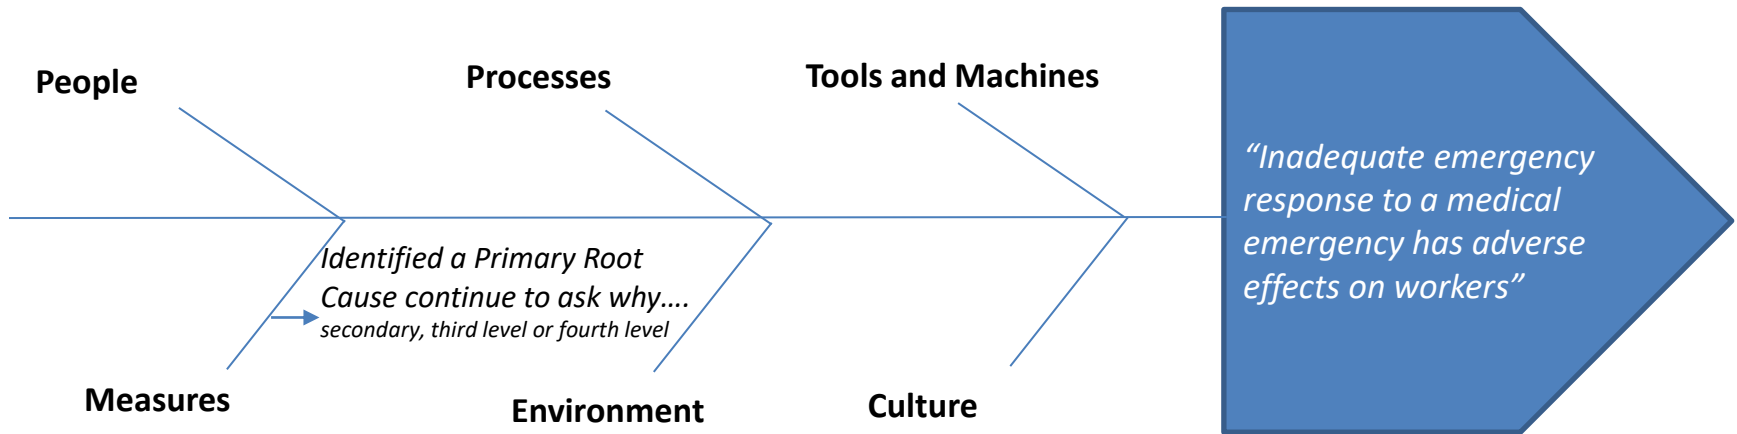 People
Processes
Tools and Machines
“Inadequate emergency
response to a medical
emergency has adverse
effects on workers”
Identified a Primary Root
Cause continue to ask why….
secondary, third level or fourth level
Measures
Environment
Culture